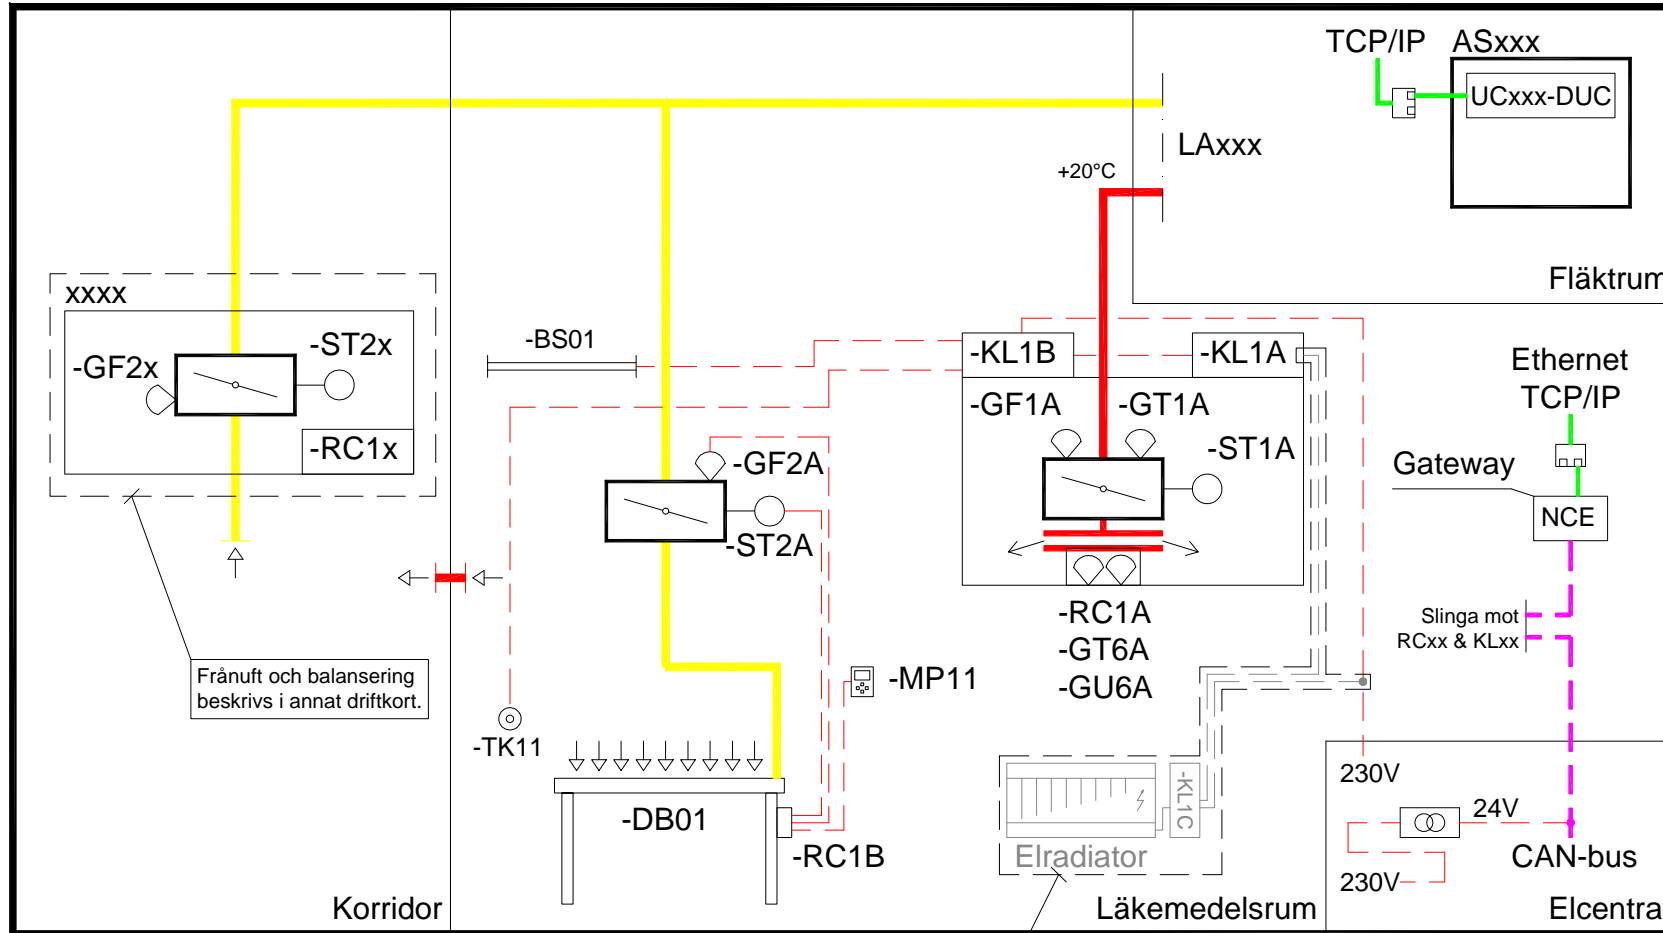 TCP/IP ASxxx
UCxxx-DUC
LAxxx
+20°C
Fläktrum
xxxx
-ST2x
-GF2x
-RC1x
-BS01
-KL1B
-KL1A
-GF1A
-GT1A
-ST1A
Ethernet
TCP/IP
Gateway
NCE
-GF2A
-ST2A
-RC1A
-GT6A
-GU6A
Slinga mot
RCxx & KLxx
Frånuft och balansering
beskrivs i annat driftkort.
-MP11
-TK11
-DB01
-RC1B
-KL1C
Elradiator
230V
24V
230V
CAN-bus
Korridor
Läkemedelsrum
Elcentra